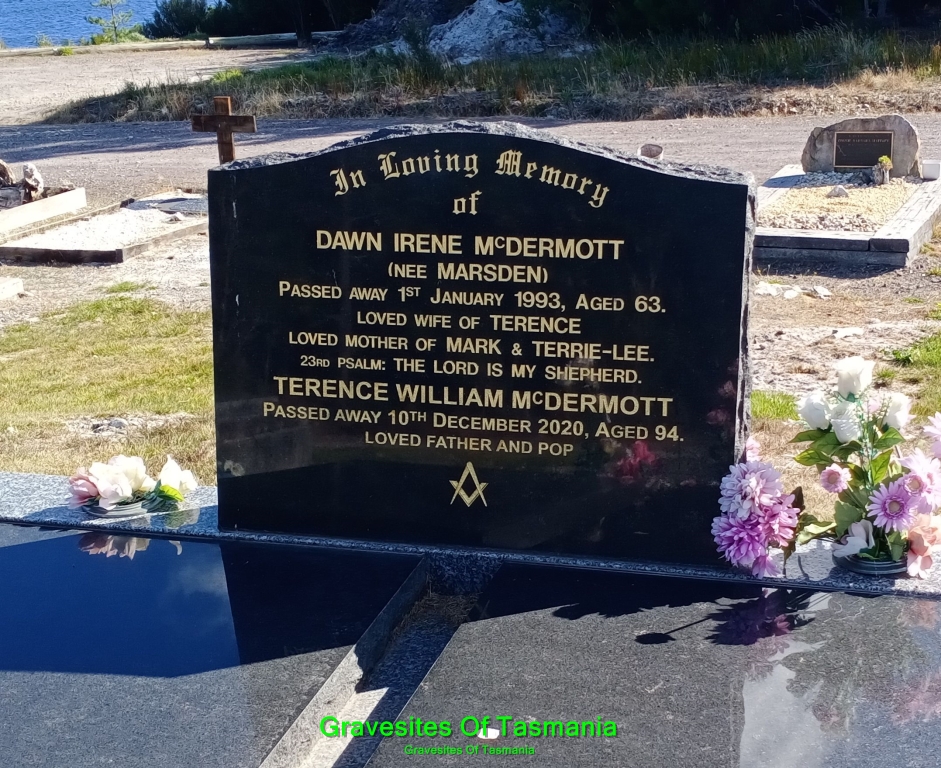 In Loving Memory
of
DAWN IRENE McDERMOTT
(NEE MARSDEN)
PASSED AWAY 1ST JANUARY 1993, AGED 63.
LOVED WIFE OF TERENCE
LOVED MOTHER OF MARK & TERRIE-LEE.
23RD PSALM: THE LORD IS MY SHEPHERD.
TERENCE WILLIAM McDERMOTT
PASSED AWAY 10TH DECEMBER 2020, AGED 94.
LOVED FATHER AND POP
Gravesites Of Tasmania
Gravesites Of Tasmania